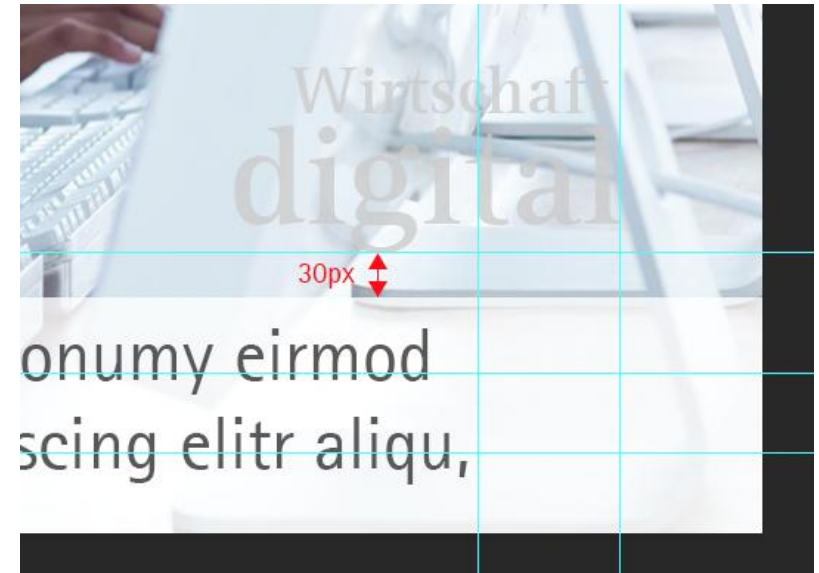 Wirtschaft
digital
30px
onumy eirmod
scing elitr aliqu,